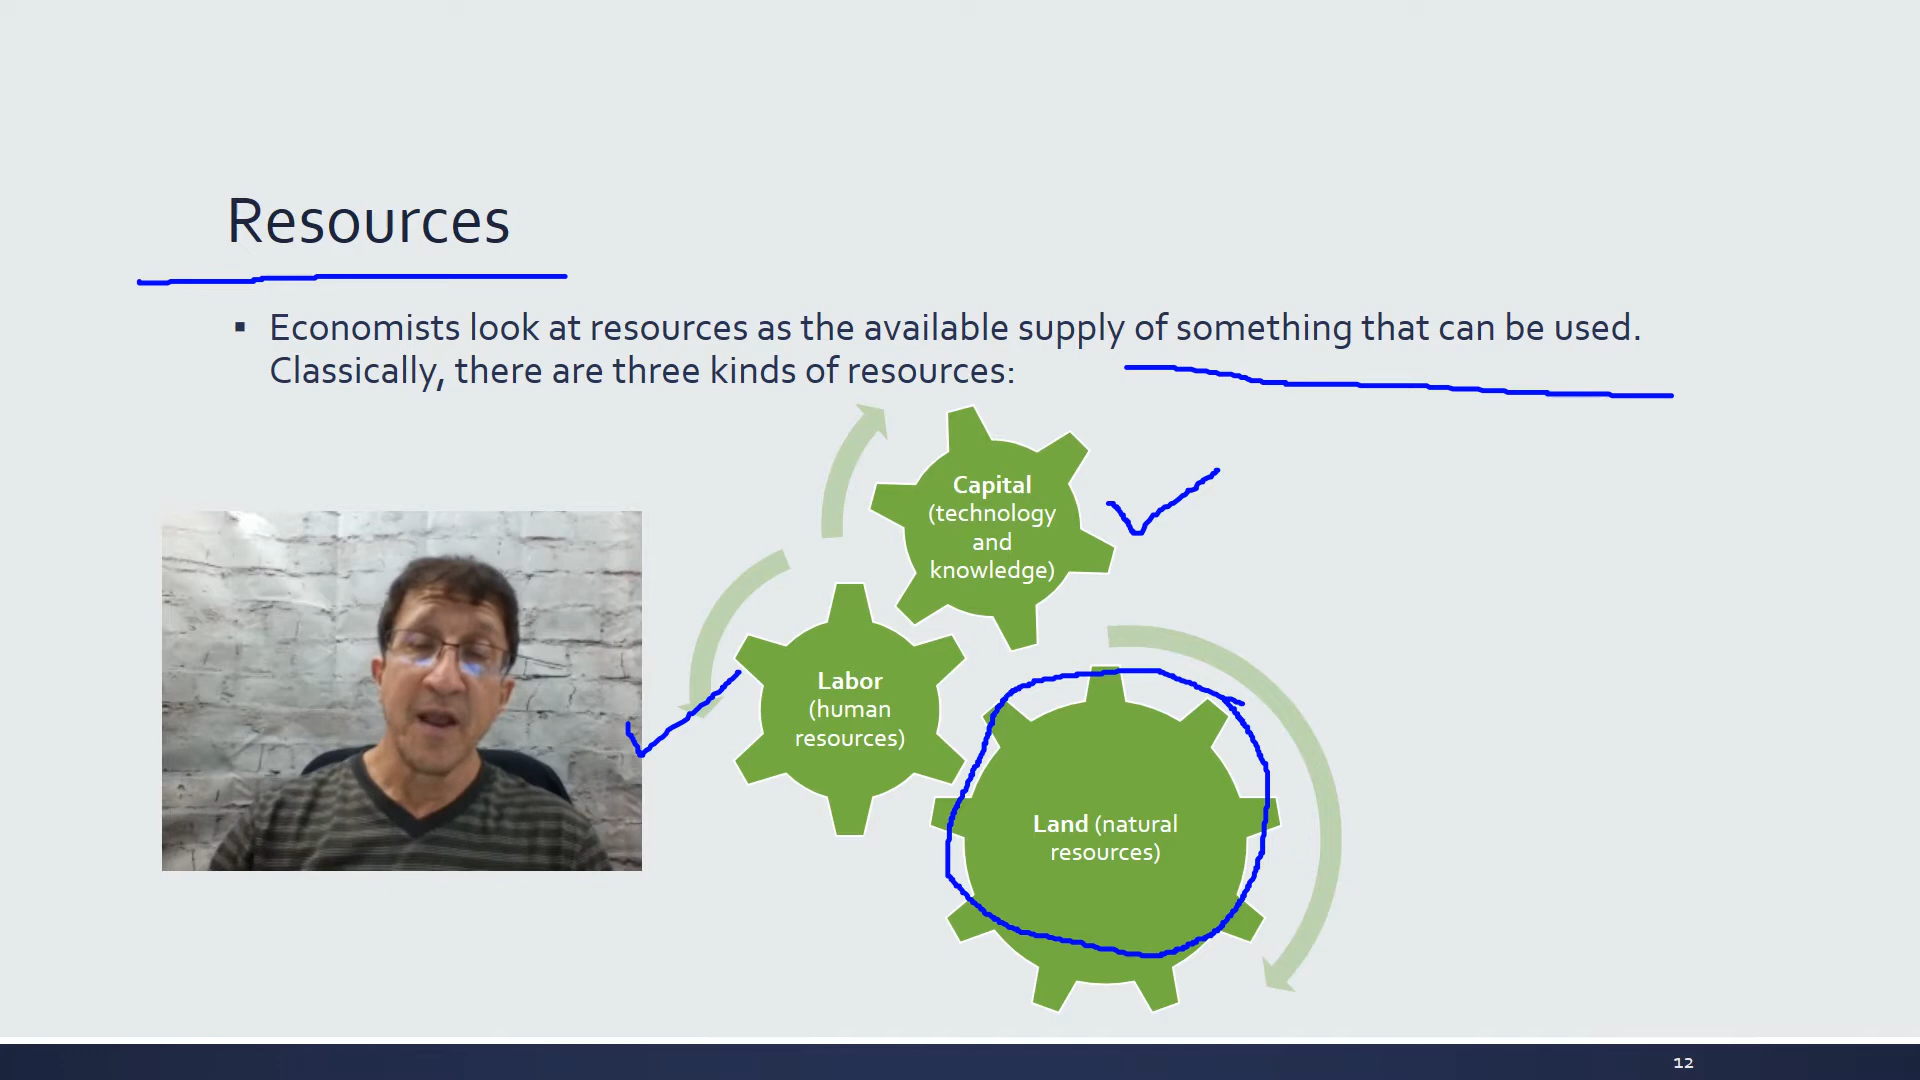 Resources
▪ Economists look at resources as the available supply of something that can be used.
Classically, there are three kinds of resources:
Capital
(technology
and
knowledge)
Labor
(human
resources)
Land (natural
resources)
12